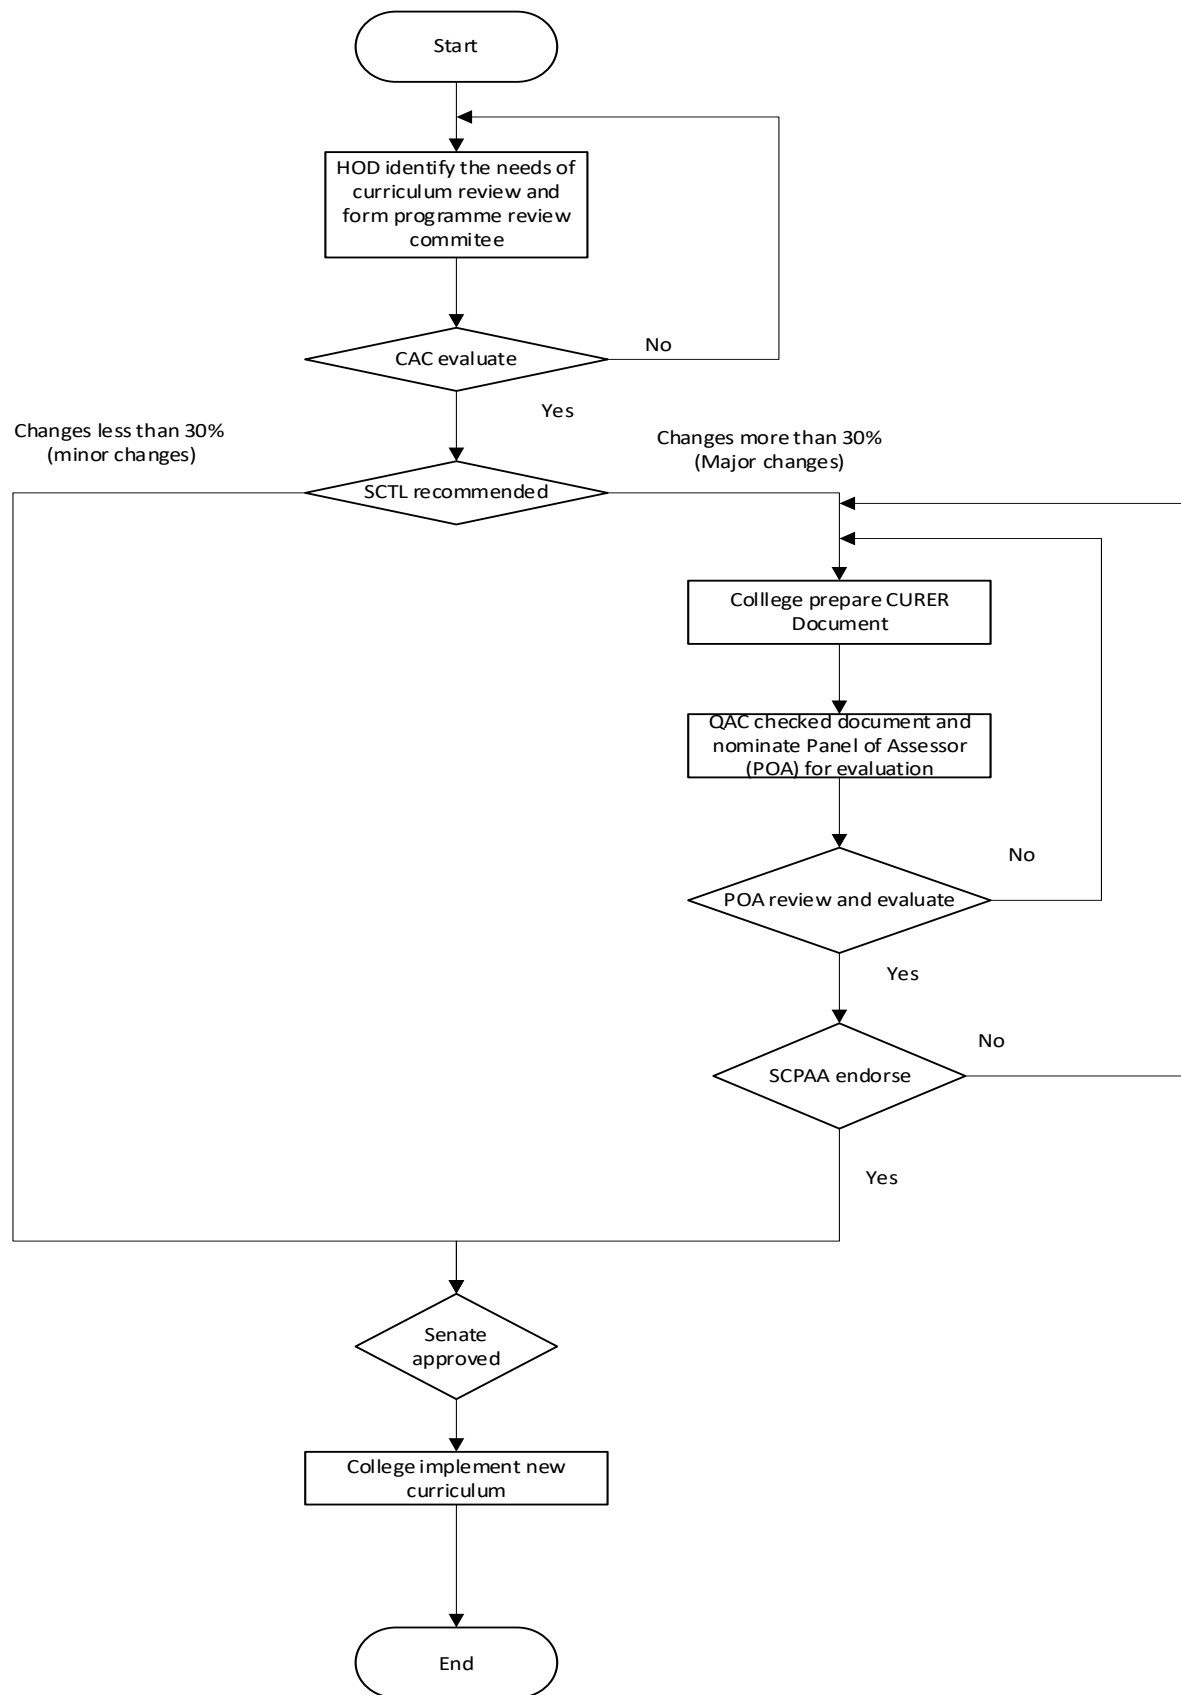 Start
HOD identify the needs of
curriculum review and
form programme review
commitee
CAC evaluate
No
Yes
Changes less than 30%
(minor changes)
Changes more than 30%
(Major changes)
SCTL recommended
Colllege prepare CURER
Document
QAC checked document and
nominate Panel of Assessor
(POA) for evaluation
No
POA review and evaluate
Yes
No
SCPAA endorse
Yes
Senate
approved
College implement new
curriculum
End